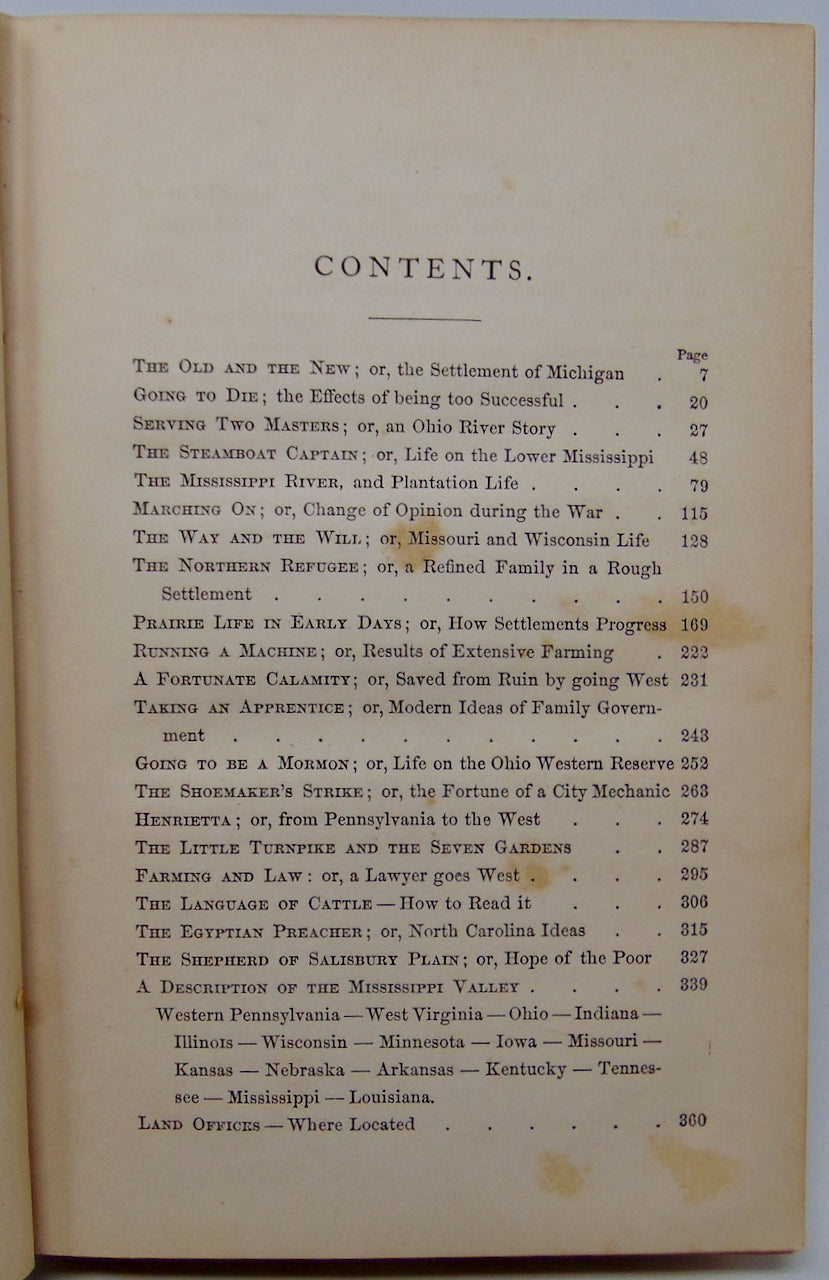 CONTENTS.
Page
THE OLD AND THE NEW; or, the Settlement of Michigan . 7
GOING TO DIE; the Effects of being too Successful . . . 20
SERVING TWO MASTERS; or, an Ohio River Story . . . 27
THE STEAMBOAT CAPTAIN; or, Life on the Lower Mississippi 48
THE MISSISSIPPI RIVER, and Plantation Life . . . . 79
MARCHING ON; or, Change of Opinion during the War . . 115
THE WAY AND THE WILL; or, Missouri and Wisconsin Life 128
THE NORTHERN REFUGEE; or, a Refined Family in a Rough
Settlement . . . . . . . . . . 150
PRAIRIE LIFE IN EARLY DAYS; or, How Settlements Progress 169
RUNNING A MACHINE; or, Results of Extensive Farming . 222
A FORTUNATE CALAMITY; or, Saved from Ruin by going West 231
TAKING AN APPRENTICE; or, Modern Ideas of Family Govern-
ment . . . . . . . . . . . 243
GOING TO BE A MORMON; or, Life on the Ohio Western Reserve 252
THE SHOEMAKER'S STRIKE; or, the Fortune of a City Mechanic 263
HENRIETTA; or, from Pennsylvania to the West . . . 274
THE LITTLE TURNPIKE AND THE SEVEN GARDENS . . 287
FARMING AND LAW: or, a Lawyer goes West . . . . 295
THE LANGUAGE OF CATTLE — How to Read it . . . 306
THE EGYPTIAN PREACHER; or, North Carolina Ideas . . 315
THE SHEPHERD OF SALISBURY PLAIN; or, Hope of the Poor 327
A DESCRIPTION OF THE MISSISSIPPI VALLEY . . . . 339
Western Pennsylvania — West Virginia — Ohio — Indiana —
Illinois — Wisconsin — Minnesota — Iowa — Missouri —
Kansas — Nebraska — Arkansas — Kentucky — Tennes-
see — Mississippi — Louisiana.
LAND OFFICES — Where Located . . . . . . 360